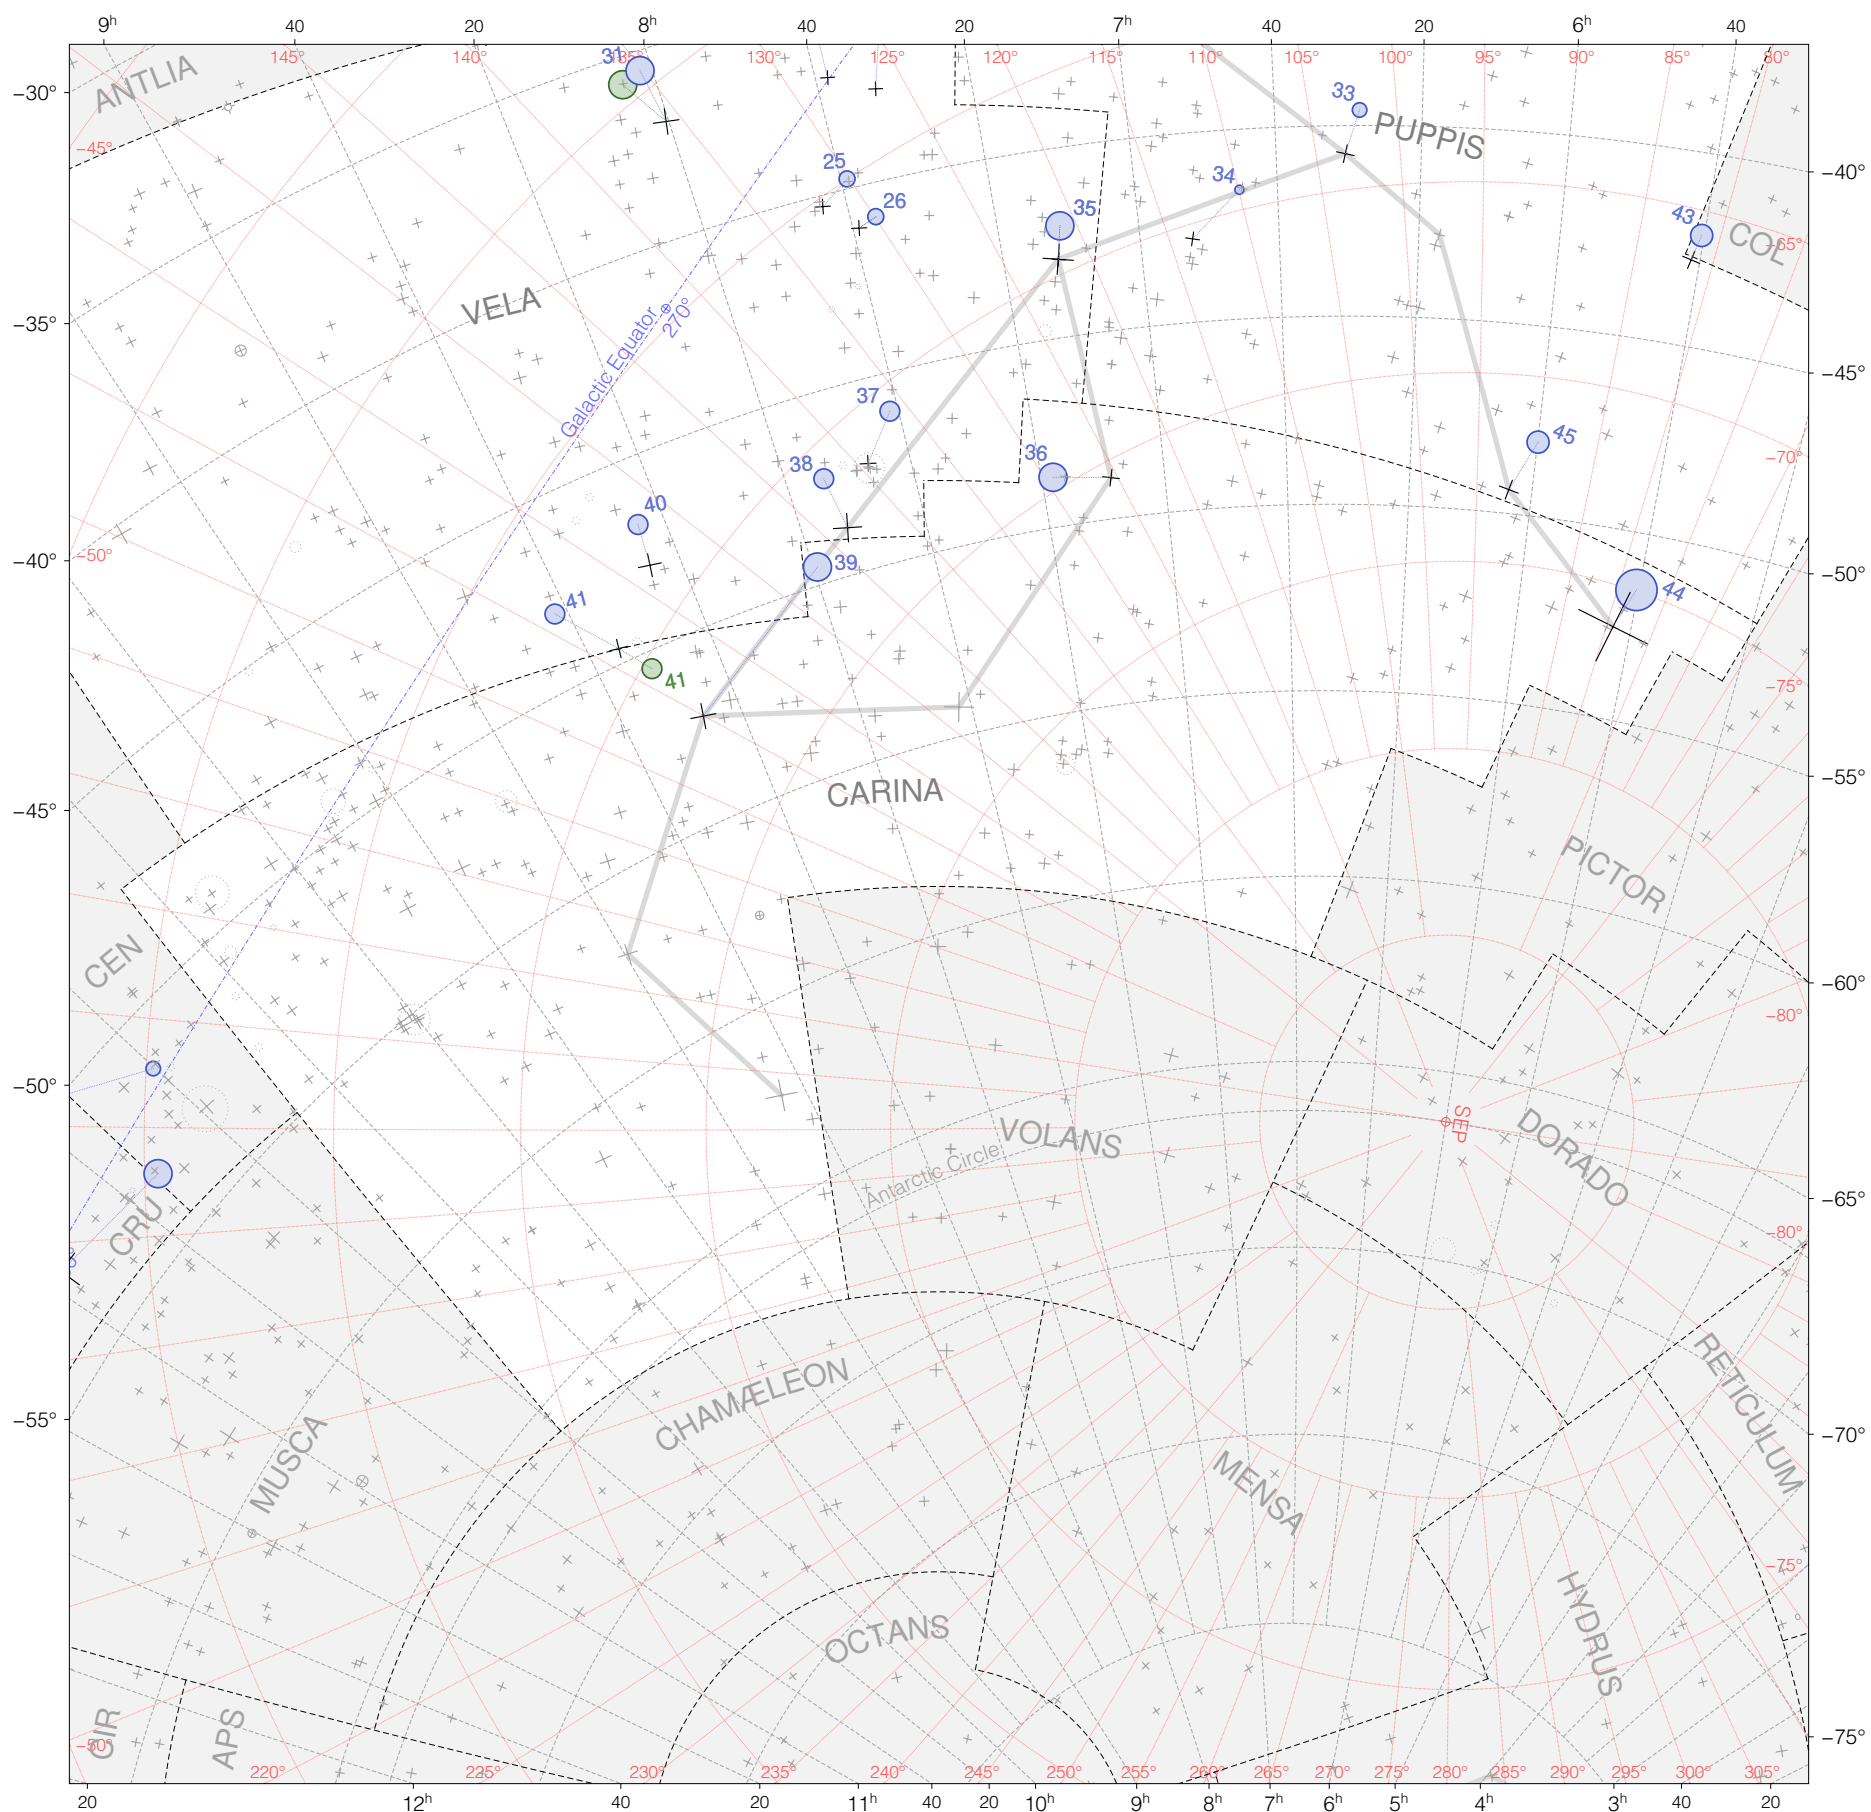 9h 40 20 8h 40 20 7h 40 20 6h 40
145° 140° 135° 130° 125° 120° 115° 110° 105° 100° 95° 90° 85° 80°
31
ANTLIA
−30°
33
PUPPIS
−45°
25
34
−40°
26
35
43
COL
−65°
VELA
Galactic Equator
270°
−35°
−45°
37
36
45
−70°
38
40
−50°
39
−40°
−50°
41
44
41
−75°
CARINA
−55°
−45°
PICTOR
CEN
−60°
−80°
−50°
SEP
VOLANS
DORADO
Antarctic Circle
−65°
CRU
−80°
CHAMÆLEON
RETICULUM
−55°
−70°
MUSCA
MENSA
−75°
HYDRUS
OCTANS
CIR
APS
−50°
−75°
220° 225° 230° 235° 240° 245° 250° 255° 260° 265° 270° 275° 280° 285° 290° 295° 300° 305°
20 12h 40 20 11h 40 20 10h 9h 8h 7h 6h 5h 4h 3h 40 20